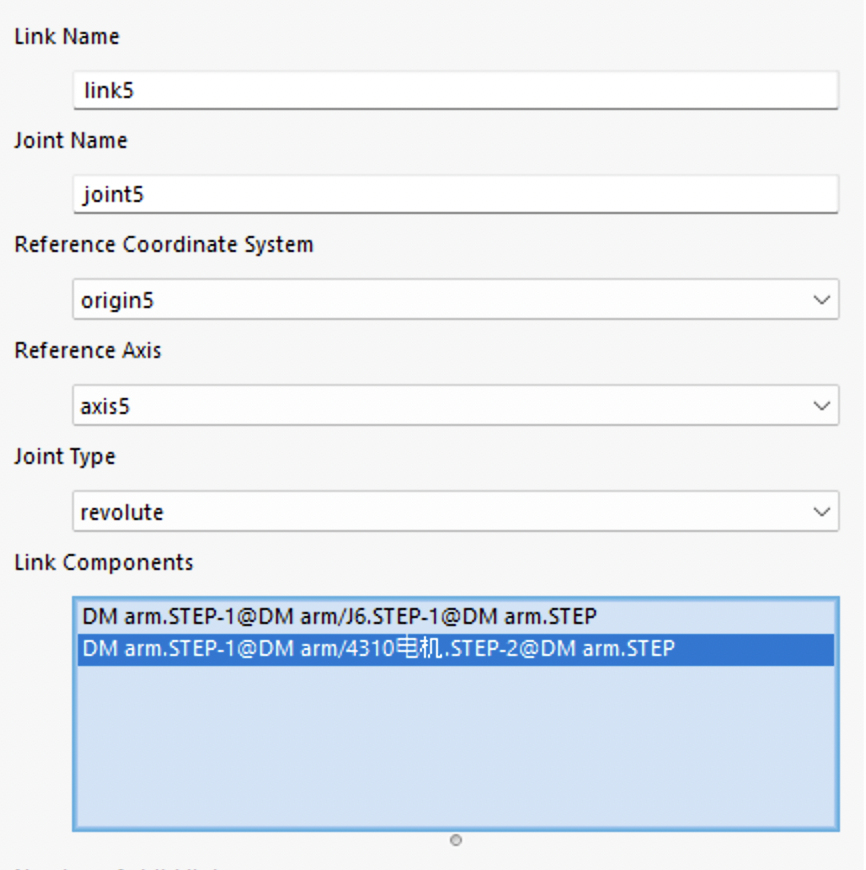 Link Name
link5
Joint Name
joint5
Reference Coordinate System
origin5
Reference Axis
axis5
Joint Type
revolute
Link Components
DM arm.STEP-1@DM arm/J6.STEP-1@DM arm.STEP
DM arm.STEP-1@DM arm/4310电机.STEP-2@DM arm.STEP